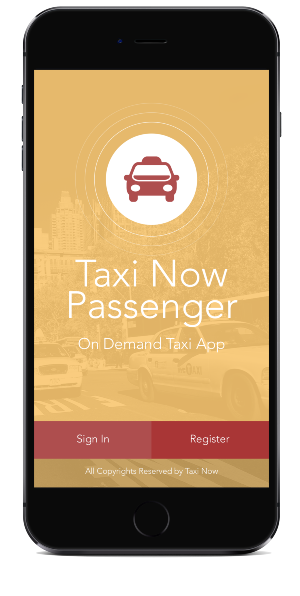 Taxi Now
Passenger
On Demand Taxi App
Sign In
Register
All Copyrights Reserved by Taxi Now